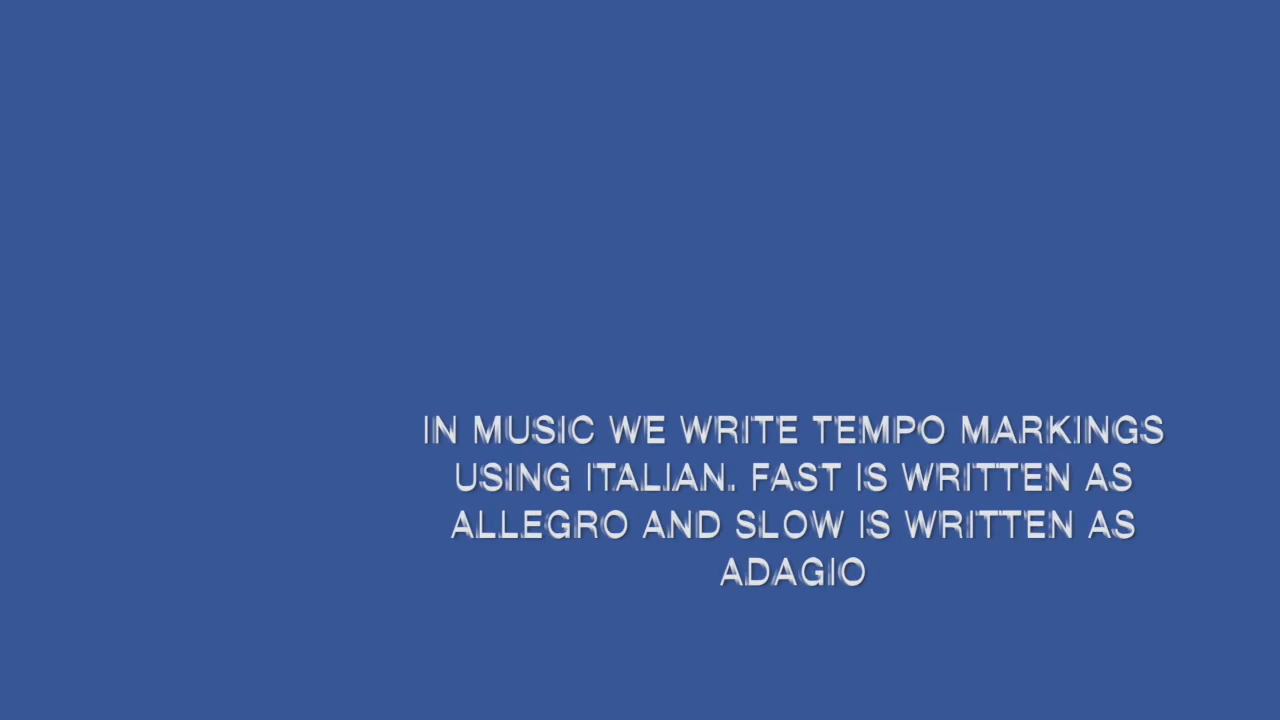 IN MUSIC WE WRITE TEMPO MARKINGS
USING ITALIAN. FAST IS WRITTEN AS
ALLEGRO AND SLOW IS WRITTEN AS
ADAGIO